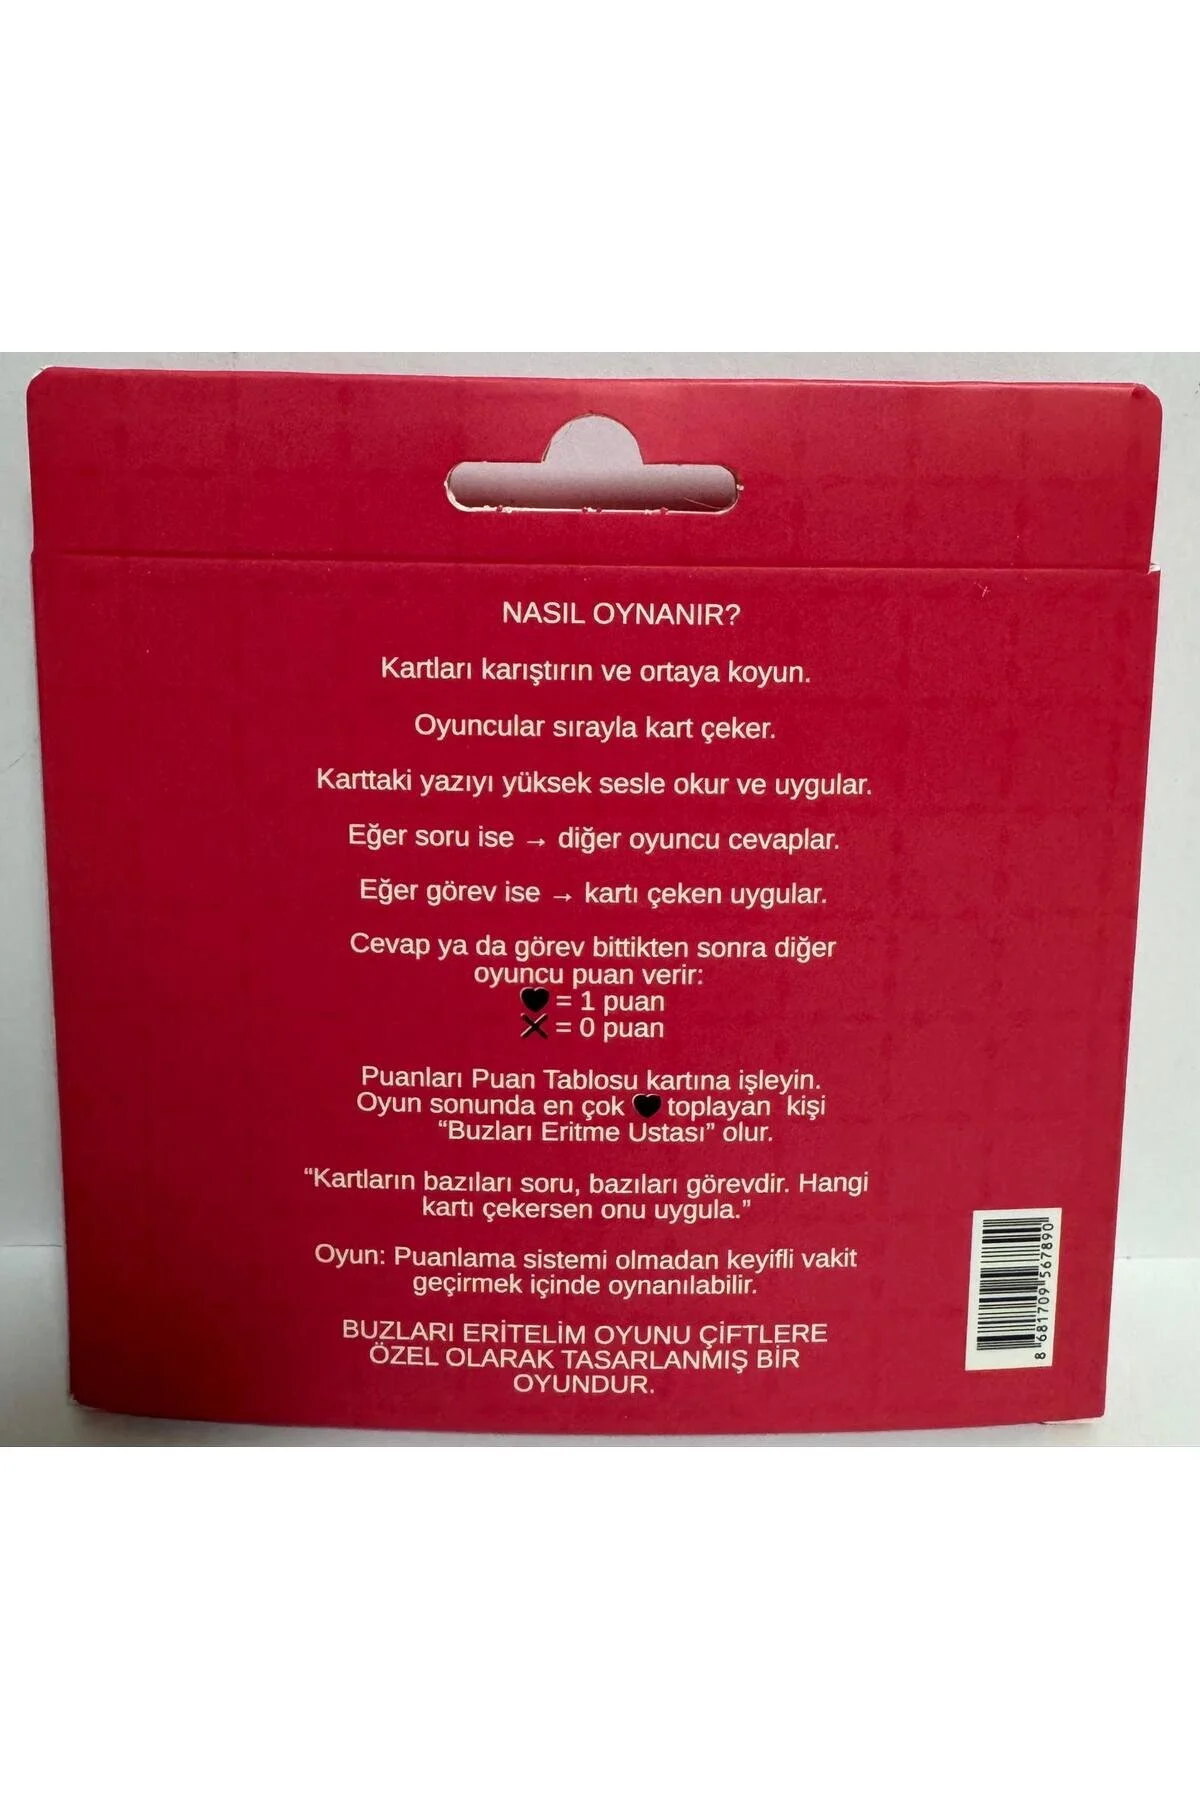 NASIL OYNANIR?
Kartları karıştırın ve ortaya koyun.
Oyuncular sırayla kart çeker.
Karttaki yazıyı yüksek sesle okur ve uygular.
Eğer soru ise → diğer oyuncu cevaplar.
Eğer görev ise → kartı çeken uygular.
Cevap ya da görev bittikten sonra diğer
oyuncu puan verir:
🖤 = 1 puan
✕ = 0 puan
Puanları Puan Tablosu kartına işleyin.
Oyun sonunda en çok 🖤 toplayan kişi
“Buzları Eritme Ustası” olur.
“Kartların bazıları soru, bazıları görevdir. Hangi
kartı çekersen onu uygula.”
Oyun: Puanlama sistemi olmadan keyifli vakit
geçirmek içinde oynanılabilir.
BUZLARI ERİTELİM OYUNU ÇİFTLERE
ÖZEL OLARAK TASARLANMIŞ BİR
OYUNDUR.
8 681709 567890